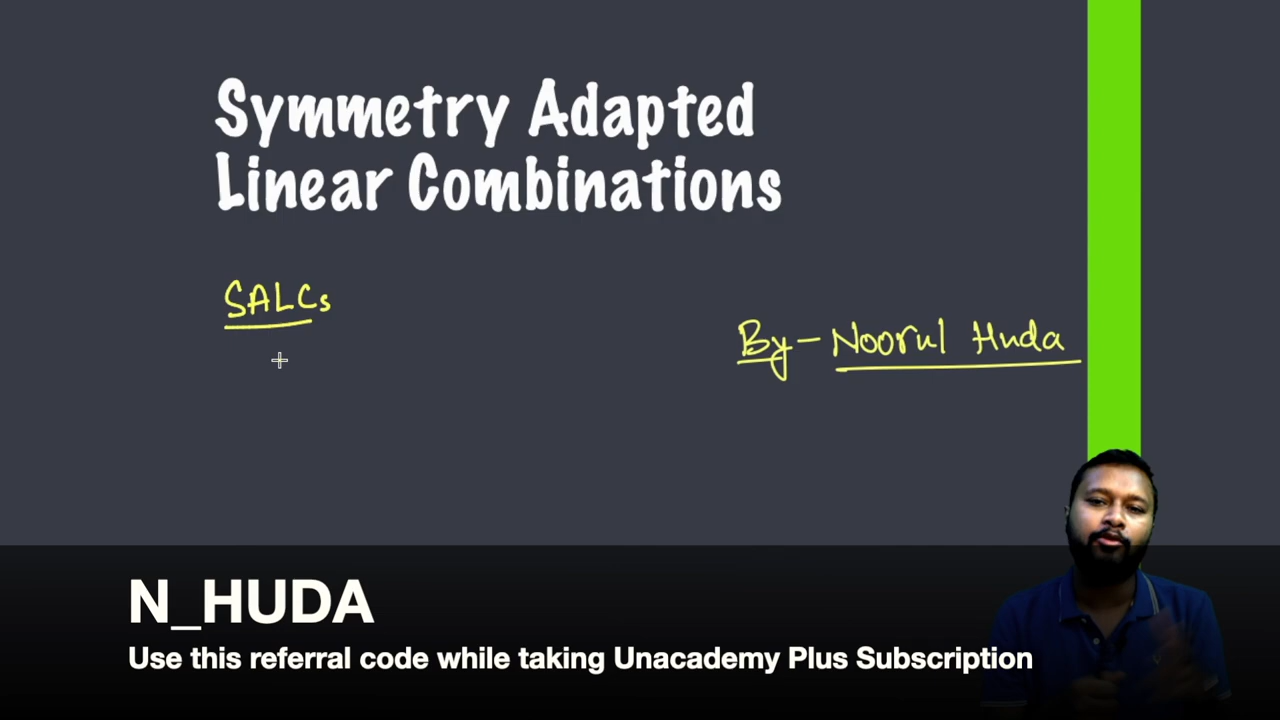 Symmetry Adapted
Linear Combinations
SALCs
By - Noorul Huda
N_HUDA
Use this referral code while taking Unacademy Plus Subscription